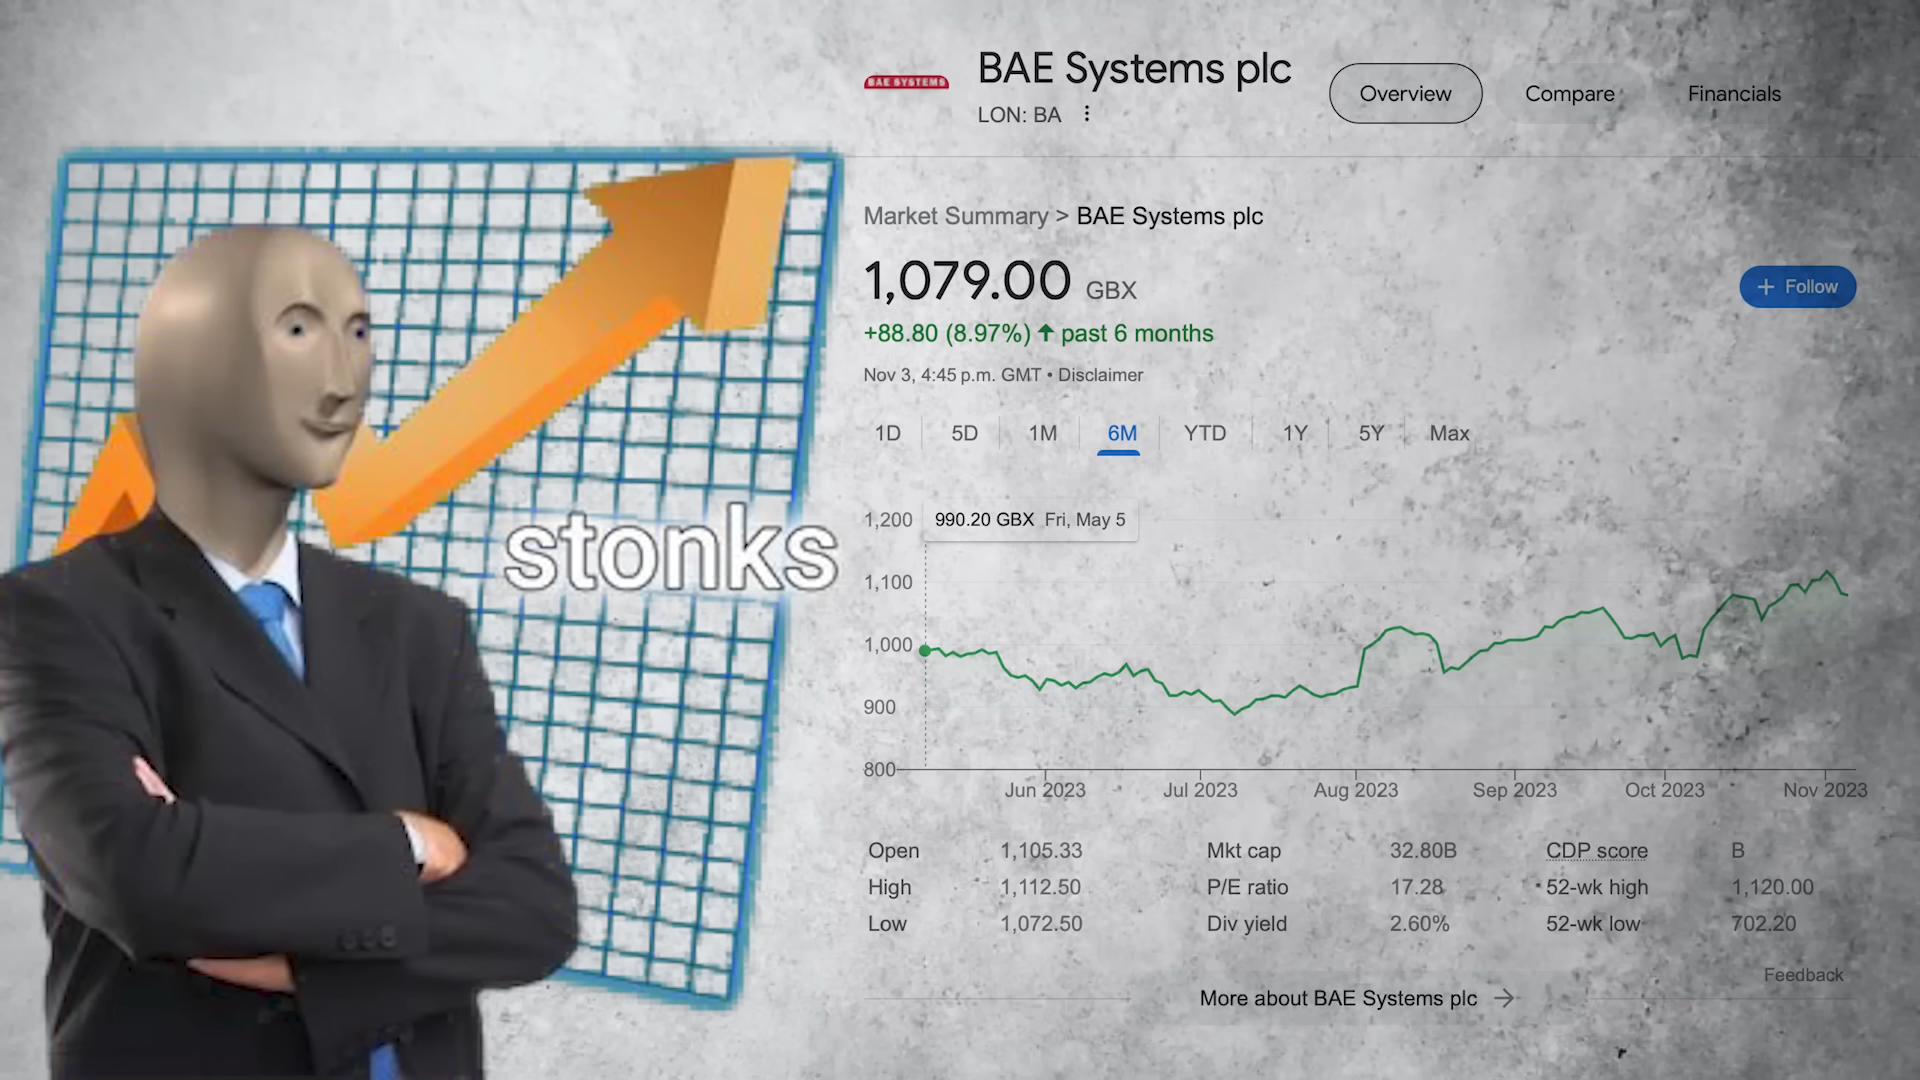 stonks
BAE SYSTEMS
BAE Systems plc
LON: BA
Overview
Compare
Financials
Market Summary > BAE Systems plc
1,079.00 GBX
+ Follow
+88.80 (8.97%) ↑ past 6 months
Nov 3, 4:45 p.m. GMT • Disclaimer
1D 5D 1M 6M YTD 1Y 5Y Max
990.20 GBX Fri, May 5
1,200
1,100
1,000
900
800
Jun 2023 Jul 2023 Aug 2023 Sep 2023 Oct 2023 Nov 2023
Open 1,105.33 Mkt cap 32.80B CDP score B
High 1,112.50 P/E ratio 17.28 52-wk high 1,120.00
Low 1,072.50 Div yield 2.60% 52-wk low 702.20
Feedback
More about BAE Systems plc →